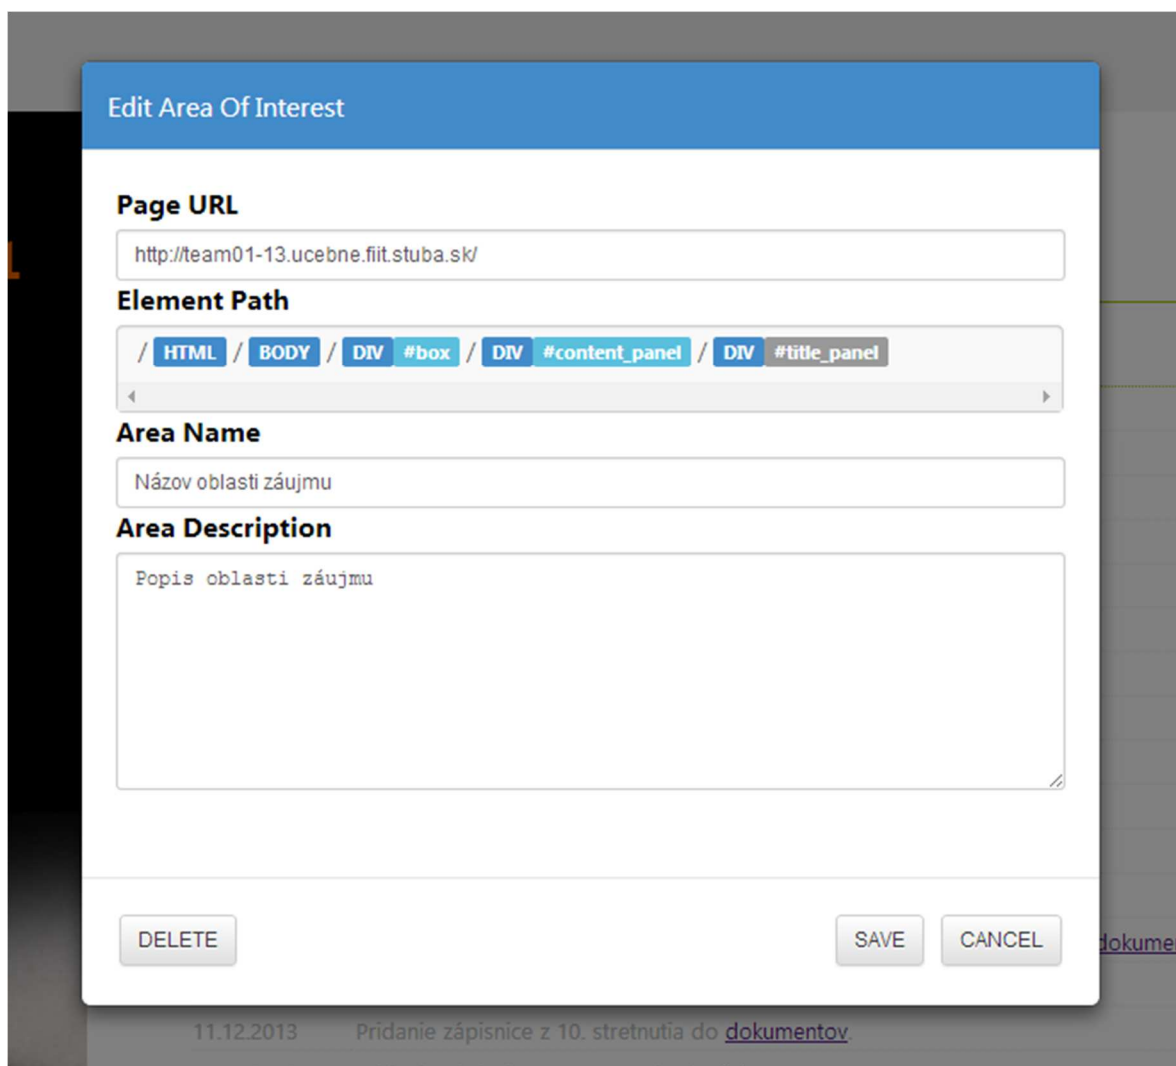 Edit Area Of Interest
Page URL
http://team01-13.ucebne.fiit.stuba.sk/
Element Path
/ HTML / BODY / DIV #box / DIV #content_panel / DIV #title_panel
Area Name
Názov oblasti záujmu
Area Description
Popis oblasti záujmu
DELETE SAVE CANCEL
11.12.2013 Pridanie zápisnice z 10. stretnutia do dokumentov.